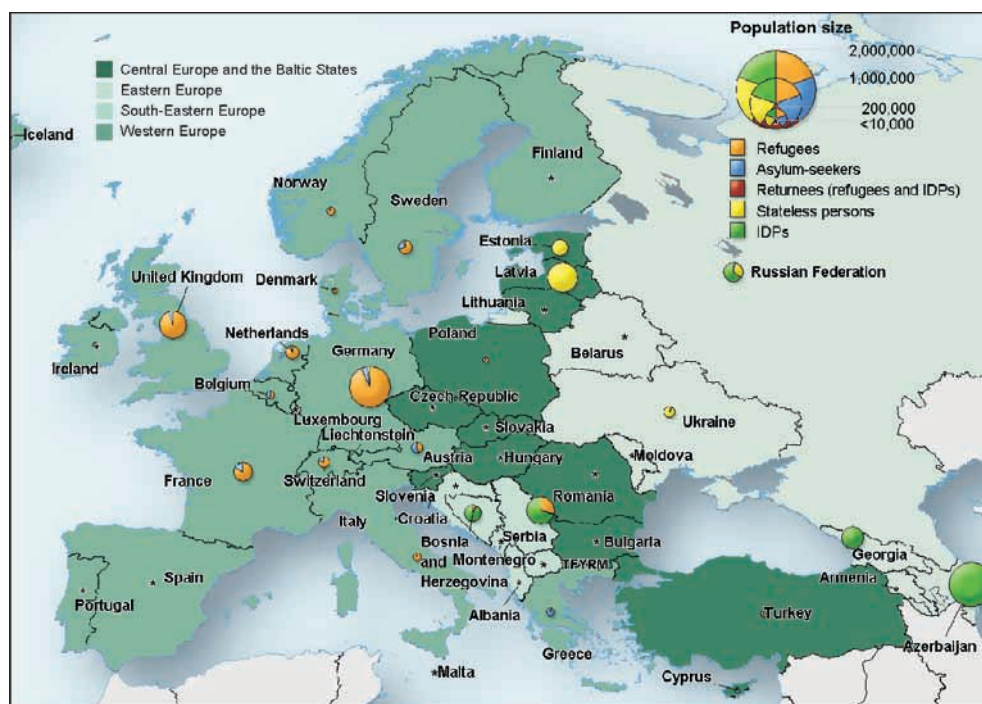 Population size
2,000,000
1,000,000
200,000
<10,000
Refugees
Asylum-seekers
Returnees (refugees and IDPs)
Stateless persons
IDPs
Russian Federation
Central Europe and the Baltic States
Eastern Europe
South-Eastern Europe
Western Europe
Iceland
Finland
Norway
Sweden
Estonia
Latvia
Lithuania
United Kingdom
Denmark
Netherlands
Ireland
Germany
Poland
Belarus
Belgium
Luxembourg
Czech Republic
Liechtenstein
Slovakia
Ukraine
Austria
Hungary
Moldova
France
Switzerland
Slovenia
Romania
Italy
Croatia
Bosnia
and
Herzegovina
Serbia
Bulgaria
Montenegro
TFYRM
Georgia
Armenia
Spain
Portugal
Albania
Turkey
Azerbaijan
Greece
Malta
Cyprus